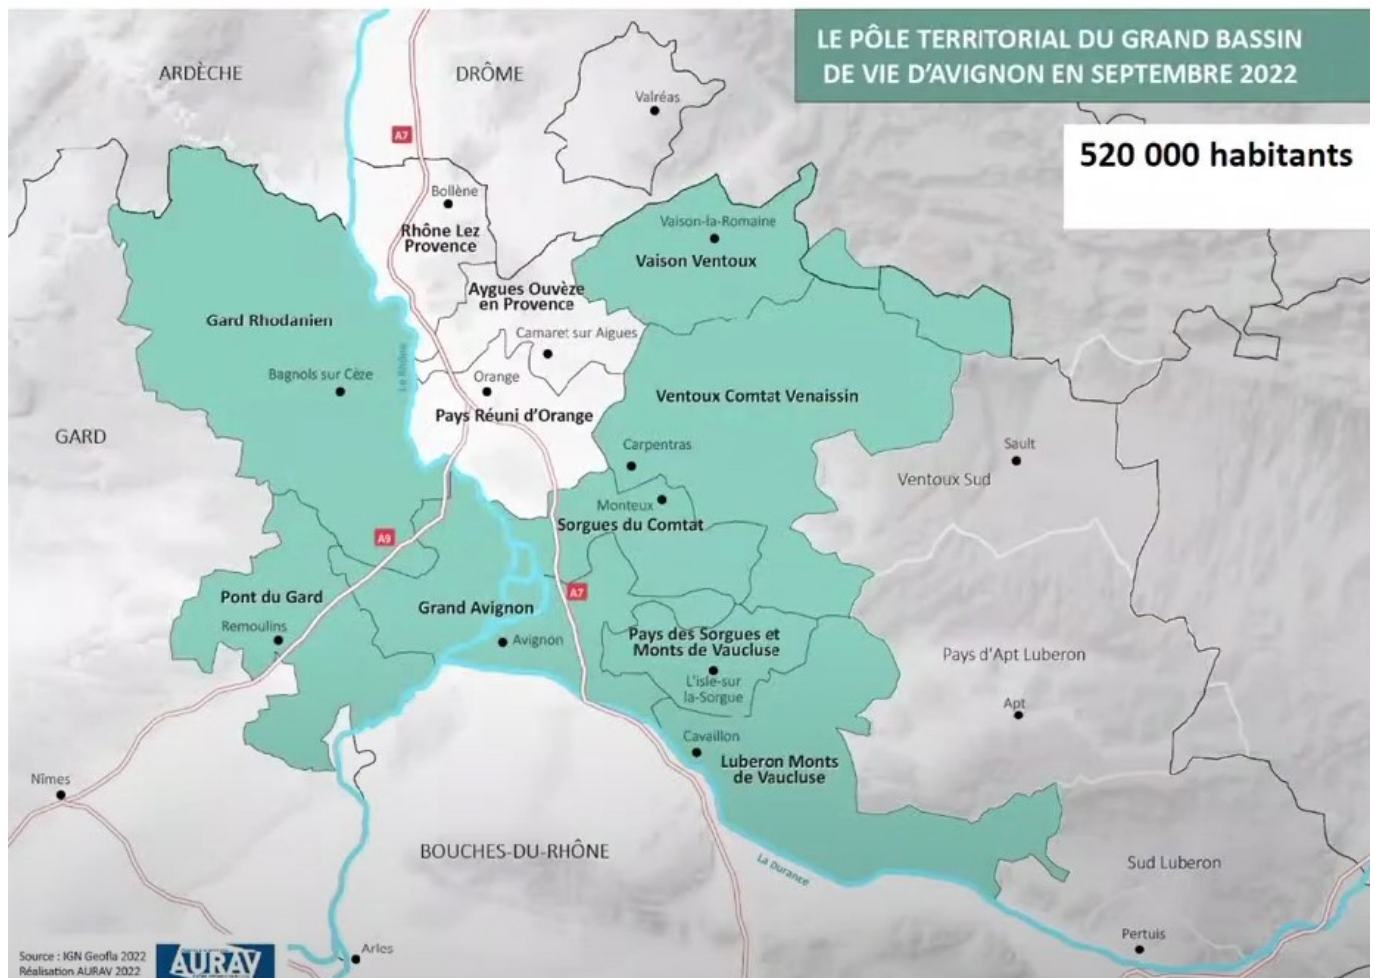 LE PÔLE TERRITORIAL DU GRAND BASSIN
DE VIE D'AVIGNON EN SEPTEMBRE 2022
520 000 habitants
ARDÈCHE
DRÔME
Valréas
A7
Bollène
Rhône Lez
Provence
Vaison-la-Romaine
Vaison Ventoux
Aygues Ouvèze
en Provence
Gard Rhodanien
Camaret sur Aigues
Le Rhône
Bagnols sur Cèze
Orange
Pays Réuni d'Orange
Ventoux Comtat Venaissin
GARD
Carpentras
Sault
Ventoux Sud
Monteux
Sorgues du Comtat
A9
A7
Pont du Gard
Remoulins
Grand Avignon
Avignon
Pays des Sorgues et
Monts de Vaucluse
L'isle-sur
la-Sorgue
Pays d'Apt Luberon
Apt
Cavaillon
Luberon Monts
de Vaucluse
Nîmes
BOUCHES-DU-RHÔNE
La Durance
Sud Luberon
Pertuis
Arles
Source : IGN Geofla 2022
Réalisation AURAV 2022
AURAV